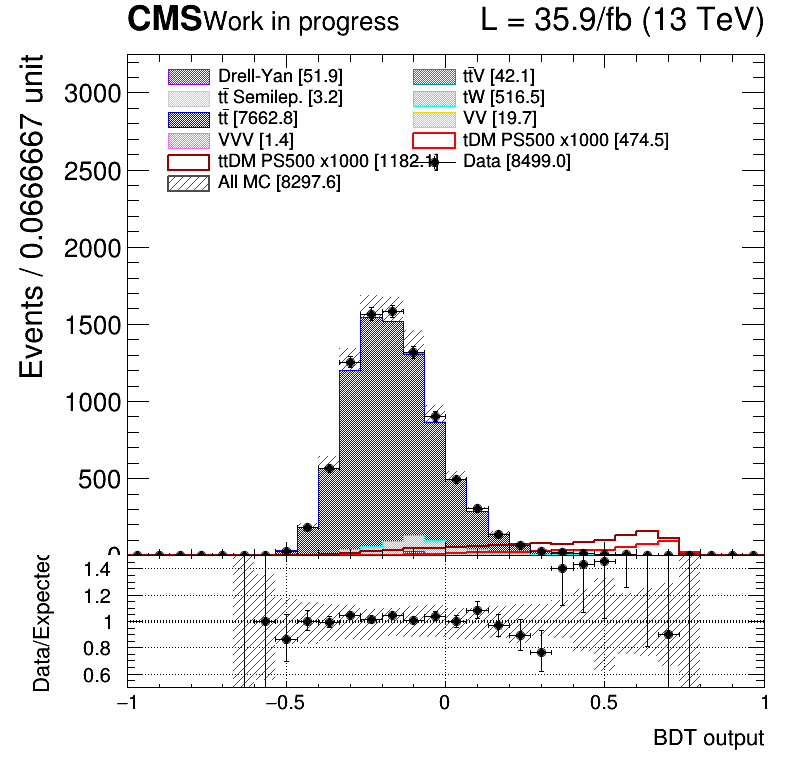 CMS Work in progress L = 35.9/fb (13 TeV)
Drell-Yan [51.9] tt̄V [42.1]
tt̄ Semilep. [3.2] tW [516.5]
tt̄ [7662.8] VV [19.7]
VVV [1.4] tDM PS500 x1000 [474.5]
ttDM PS500 x1000 [1182.1] Data [8499.0]
All MC [8297.6]
Events / 0.0666667 unit
3000
2500
2000
1500
1000
500
0
Data/Expected
1.4
1.2
1
0.8
0.6
−1 −0.5 0 0.5 1
BDT output